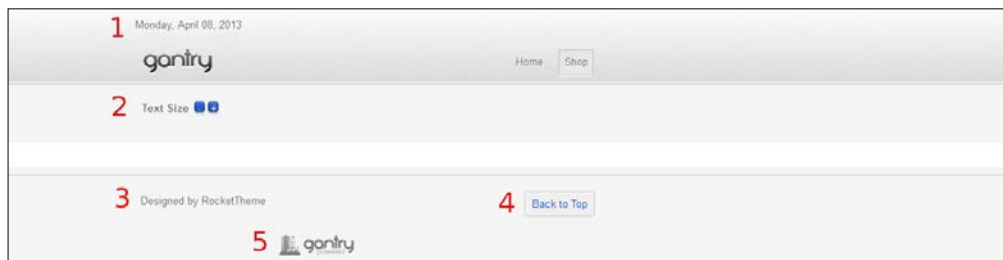 1 Monday, April 08, 2013
gantry
Home Shop
2 Text Size - +
3 Designed by RocketTheme
4 Back to Top
5 gantry
powered